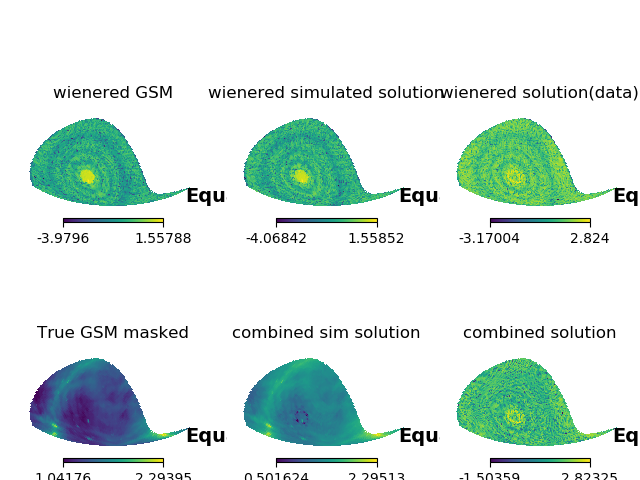 wienered GSM
wienered simulated solution
wienered solution(data)
Equ
Equ
Eq
-3.9796 1.55788
-4.06842 1.55852
-3.17004 2.824
True GSM masked
combined sim solution
combined solution
Equ
Equ
Eq
1.04176 2.29395
0.501624 2.29513
-1.50359 2.82325